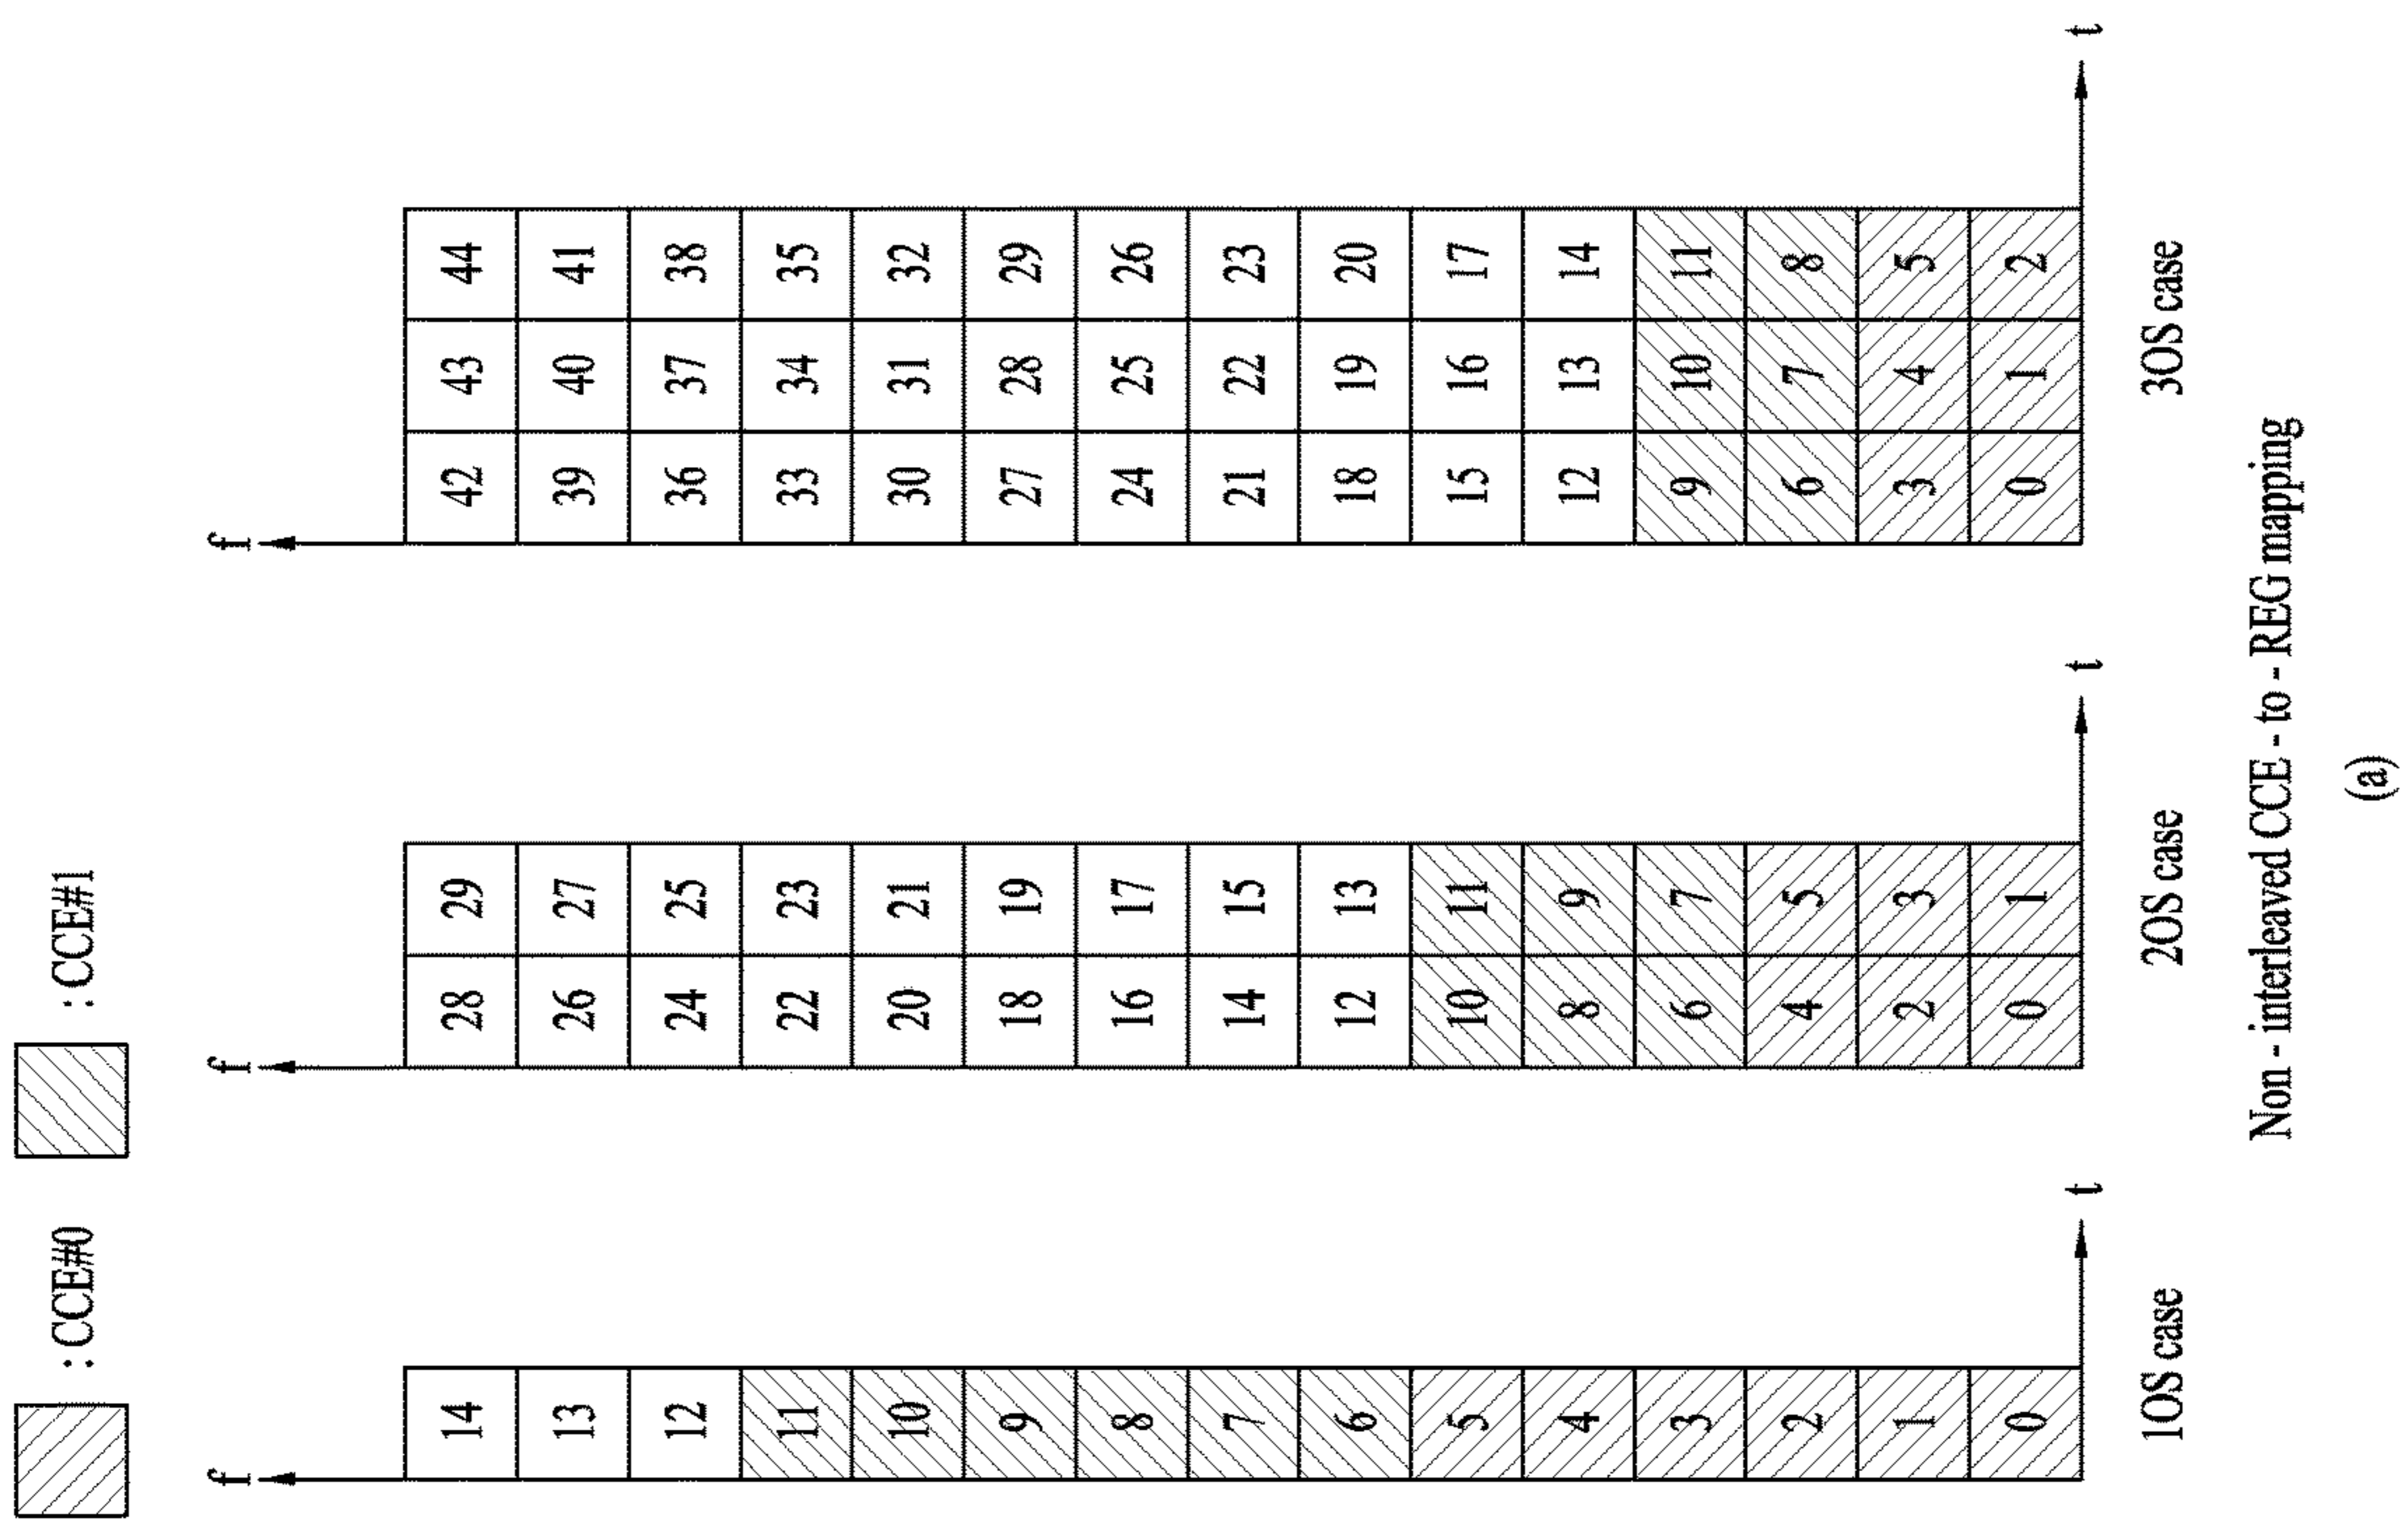 : CCE#0 : CCE#1
f f f
14 28 29 42 43 44
13 26 27 39 40 41
12 24 25 36 37 38
11 22 23 33 34 35
10 20 21 30 31 32
9 18 19 27 28 29
8 16 17 24 25 26
7 14 15 21 22 23
6 12 13 18 19 20
5 10 11 15 16 17
4 8 9 12 13 14
3 6 7 9 10 11
2 4 5 6 7 8
1 2 3 3 4 5
0 0 1 0 1 2
t t t
1OS case 2OS case 3OS case
Non - interleaved CCE - to - REG mapping
(a)